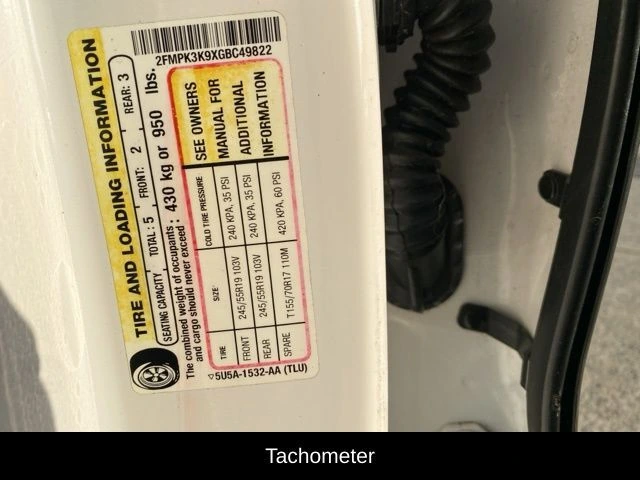 2FMPK3K9XGBC49822
TIRE AND LOADING INFORMATION
SEATING CAPACITY TOTAL: 5 FRONT: 2 REAR: 3
The combined weight of occupants and cargo should never exceed : 430 kg or 950 lbs.
TIRE SIZE COLD TIRE PRESSURE
FRONT 245/55R19 103V 240 KPA, 35 PSI
REAR 245/55R19 103V 240 KPA, 35 PSI
SPARE T155/70R17 110M 420 KPA, 60 PSI
SEE OWNERS
MANUAL FOR
ADDITIONAL
INFORMATION
5U5A-1532-AA (TLU)
Tachometer